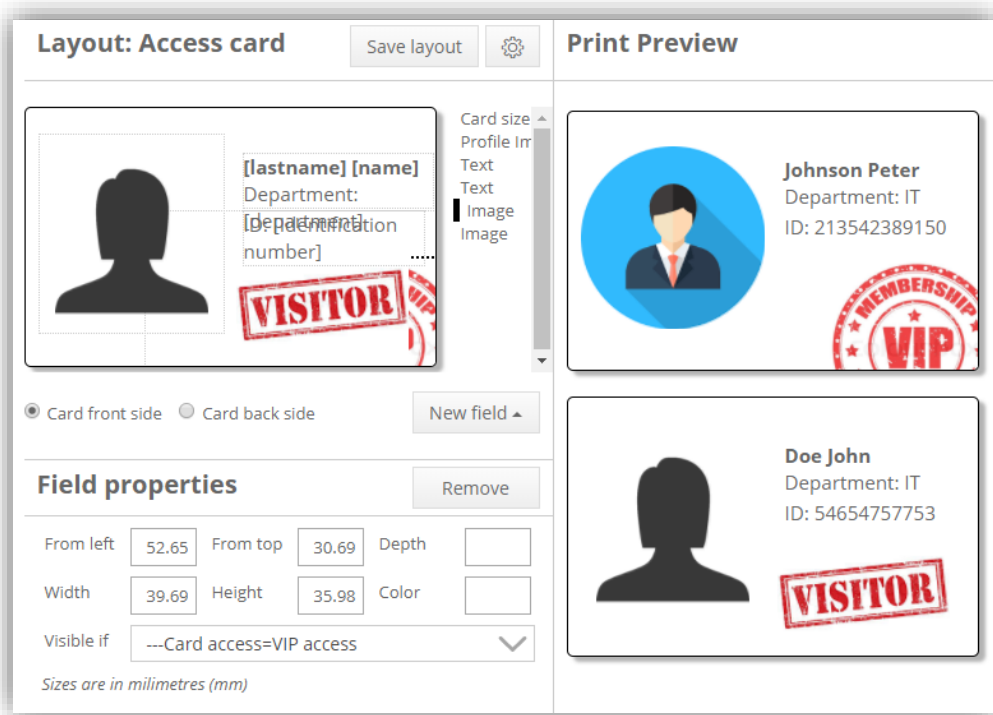 Layout: Access card
Save layout
Print Preview
[lastname] [name]
Department:
[department]
ID: [Identification
number]
VISITOR
VIP
Card size
Profile Im
Text
Text
Image
Image
Johnson Peter
Department: IT
ID: 213542389150
MEMBERSHIP
VIP
Card front side
Card back side
New field
Doe John
Department: IT
ID: 54654757753
VISITOR
Field properties
Remove
From left 52.65 From top 30.69 Depth
Width 39.69 Height 35.98 Color
Visible if ---Card access=VIP access
Sizes are in milimetres (mm)